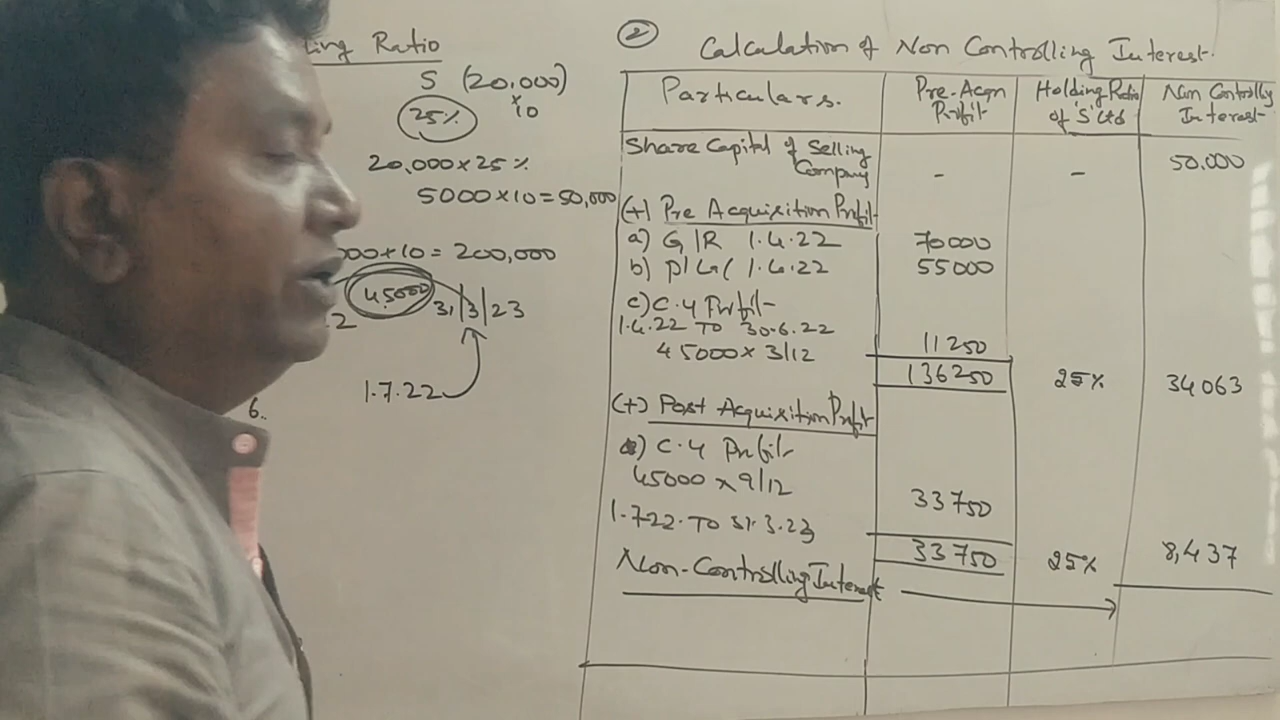 ling Ratio
S (20,000)
× 10
25%
20,000 × 25%
5000 × 10 = 50,000
000 × 10 = 200,000
45000
31/3/23
.2
1.7.22
6..
② Calculation of Non Controlling Interest.
Particulars. Pre-Acqn Profit Holding Ratio of 'S' Ltd Non Controlly Interest
Share Capital of Selling Company - - 50.000
(+) Pre Acquisition Profit
a) G/R 1.4.22 70000
b) P/L A/C 1.4.22 55000
c) C.Y Profit
1.4.22 TO 30.6.22
45000 × 3/12 11250
136250 25% 34063
(+) Post Acquisition Profit
a) C.Y Profit
45000 × 9/12 33750
1.7.22. TO 31.3.23
33750 25% 8,437
Non-Controlling Interest